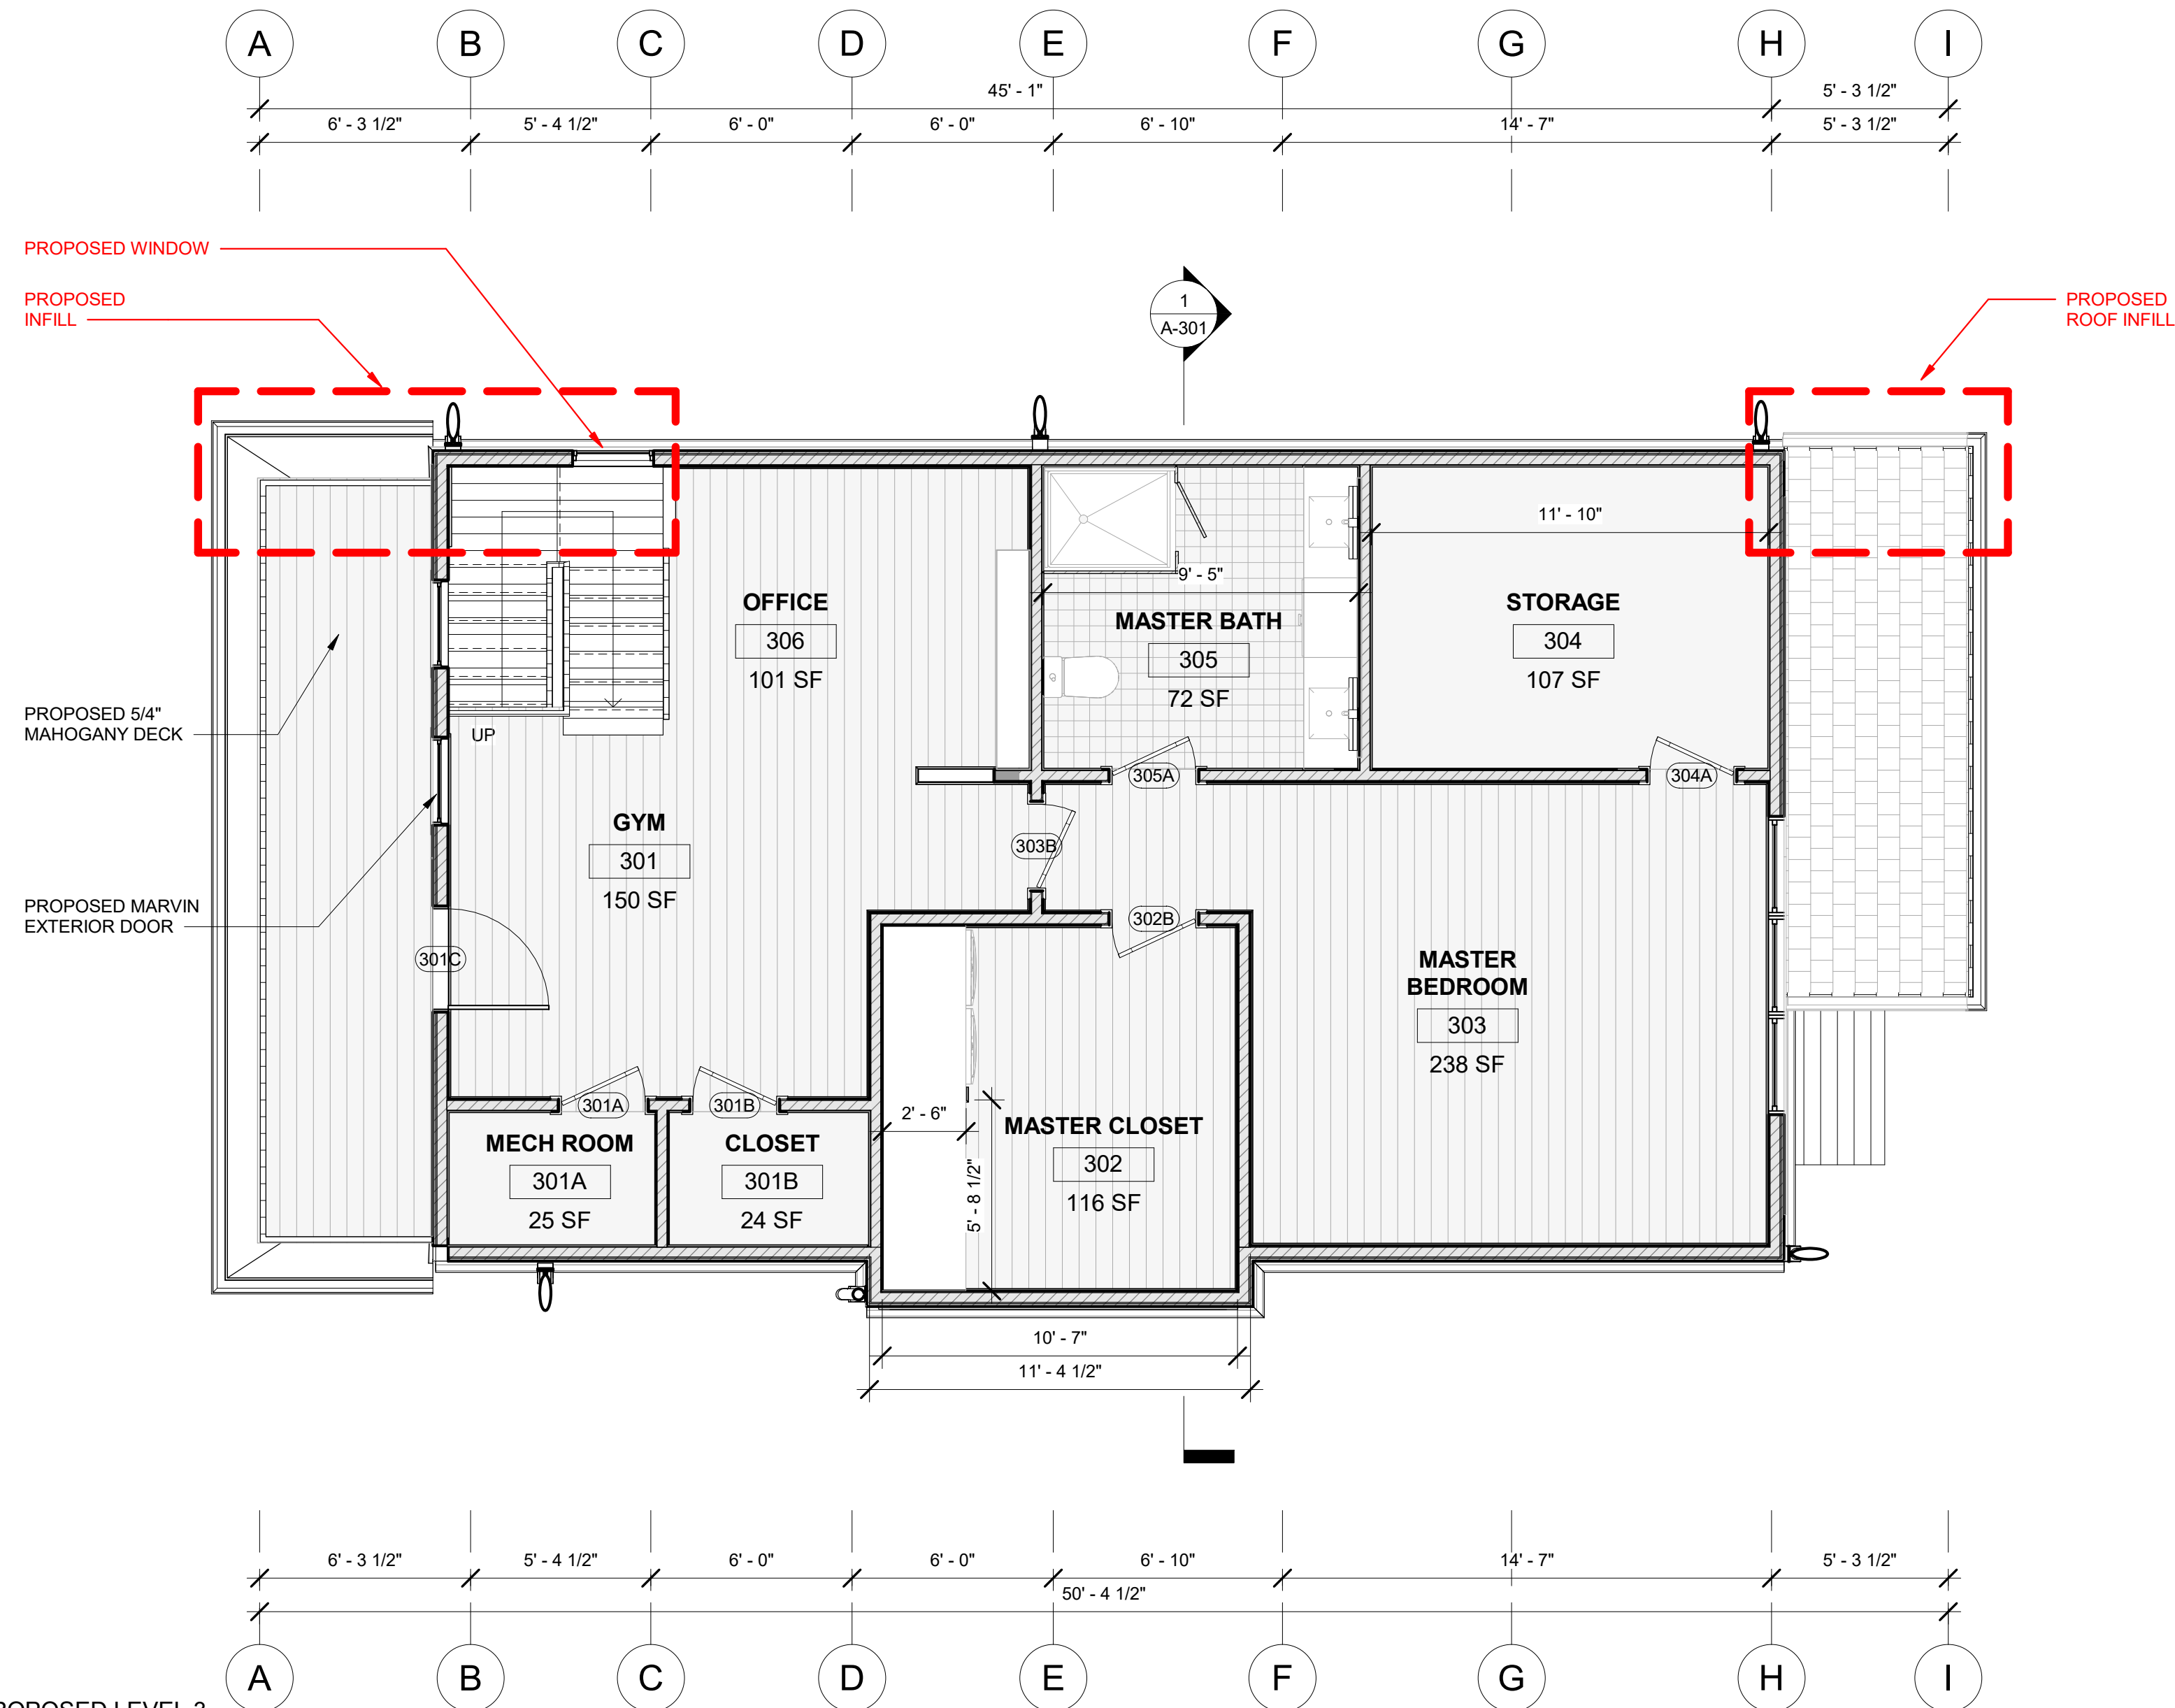 A B C D E F G H I
45' - 1" 5' - 3 1/2"
6' - 3 1/2" 5' - 4 1/2" 6' - 0" 6' - 0" 6' - 10" 14' - 7" 5' - 3 1/2"
PROPOSED WINDOW
PROPOSED
INFILL
1
A-301
PROPOSED
ROOF INFILL
11' - 10"
9' - 5"
OFFICE
306
101 SF
MASTER BATH
305
72 SF
STORAGE
304
107 SF
PROPOSED 5/4"
MAHOGANY DECK
UP
305A
304A
GYM
301
150 SF
303B
PROPOSED MARVIN
EXTERIOR DOOR
302B
301C
MASTER
BEDROOM
303
238 SF
301A
301B
2' - 6"
MECH ROOM
301A
25 SF
CLOSET
301B
24 SF
5' - 8 1/2"
MASTER CLOSET
302
116 SF
10' - 7"
11' - 4 1/2"
6' - 3 1/2" 5' - 4 1/2" 6' - 0" 6' - 0" 6' - 10" 14' - 7" 5' - 3 1/2"
50' - 4 1/2"
A B C D E F G H I